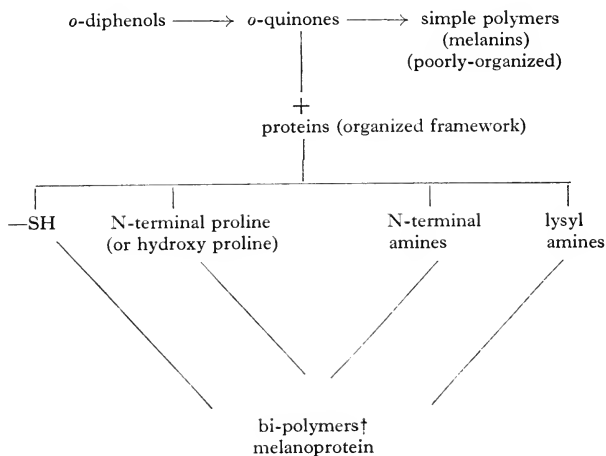 o-diphenols o-quinones simple polymers
(melanins)
(poorly-organized)
+
proteins (organized framework)
—SH N-terminal proline N-terminal lysyl
(or hydroxy proline) amines amines
bi-polymers†
melanoprotein